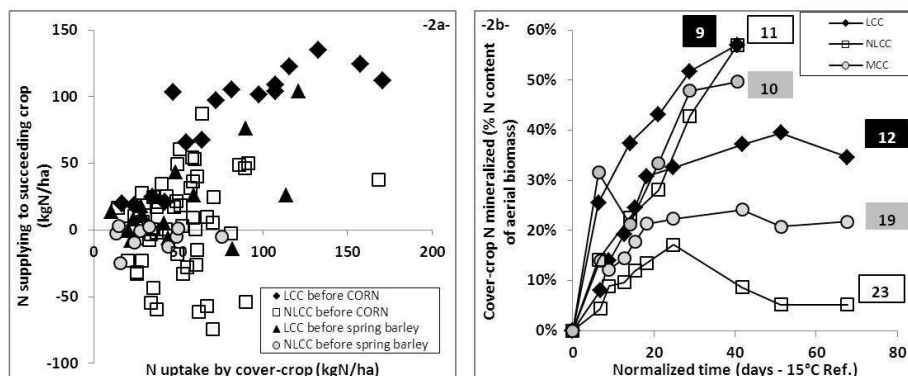 -2a-
N supplying to succeeding crop
(kgN/ha)
150
100
50
0
-50
-100
0
50
100
150
200
LCC before CORN
NLCC before CORN
LCC before spring barley
NLCC before spring barley
N uptake by cover-crop (kgN/ha)
-2b-
Cover-crop N mineralized (% N content
of aerial biomass)
60%
50%
40%
30%
20%
10%
0%
0
20
40
60
80
9
11
10
12
19
23
LCC
NLCC
MCC
Normalized time (days - 15°C Ref.)